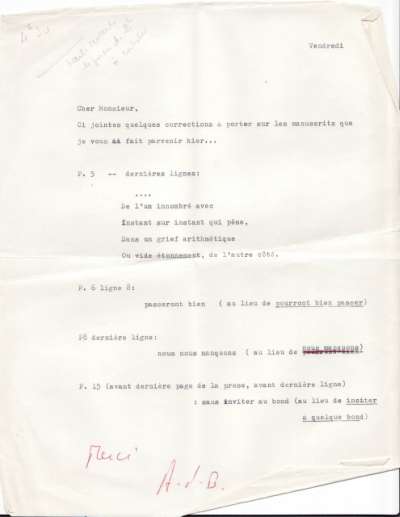 Vendredi
Cher Monsieur,
Ci jointes quelques corrections à porter sur les manuscrits que
je vous ai fait parvenir hier...
P. 5 -- dernières lignes:
....
De l'un innombré avec
Instant sur instant qui pèse,
Dans un grief arithmétique
Ou vide étonnement, de l'autre côté.
P. 6 ligne 8:
passeront bien ( au lieu de pourront bien passer)
P8 dernière ligne:
nous nous manquons ( au lieu de nous manquons)
P. 15 (avant dernière page de la prose, avant dernière ligne)
: sans inviter au bond (au lieu de inciter
à quelque bond)
Merci
A-d-B.